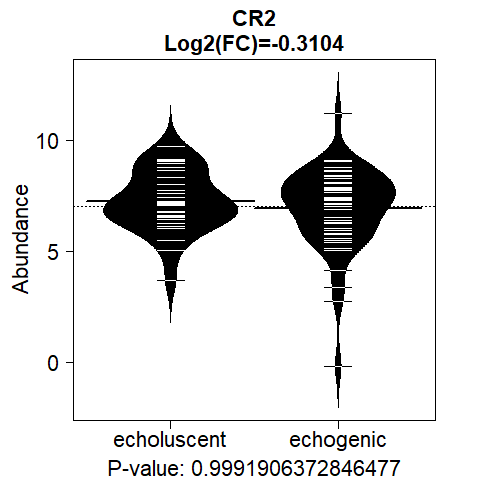 CR2
Log2(FC)=-0.3104
10
5
0
Abundance
echoluscent echogenic
P-value: 0.9991906372846477